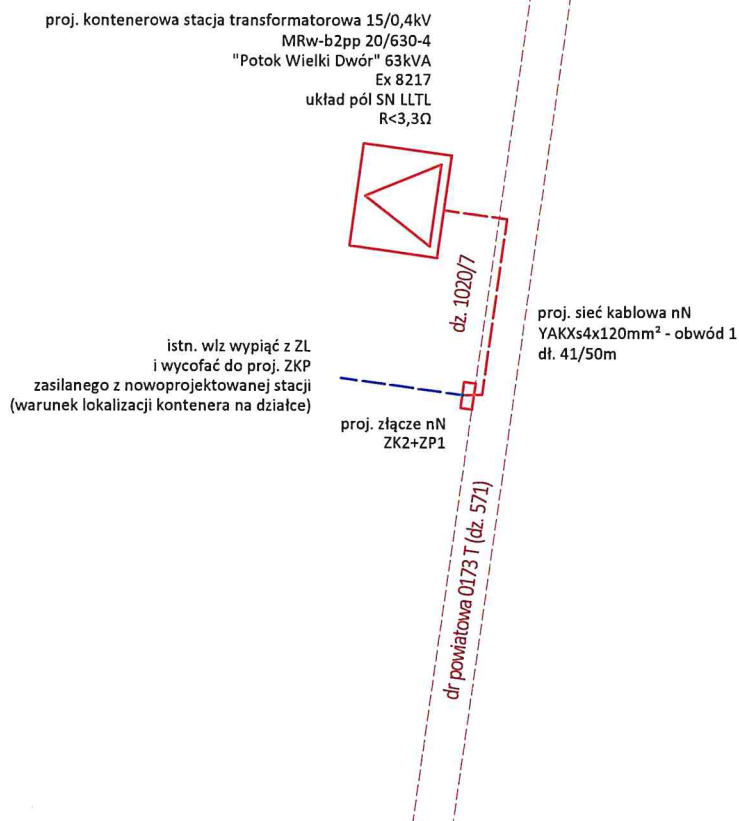 proj. kontenerowa stacja transformatorowa 15/0,4kV
MRw-b2pp 20/630-4
"Potok Wielki Dwór" 63kVA
Ex 8217
układ pól SN LLTL
R<3,3Ω
dz. 1020/7
proj. sieć kablowa nN
YAKXs4x120mm² - obwód 1
dł. 41/50m
istn. wlz wypiąć z ZL
i wycofać do proj. ZKP
zasilanego z nowoprojektowanej stacji
(warunek lokalizacji kontenera na działce)
proj. złącze nN
ZK2+ZP1
dr powiatowa 0173 T (dz. 571)